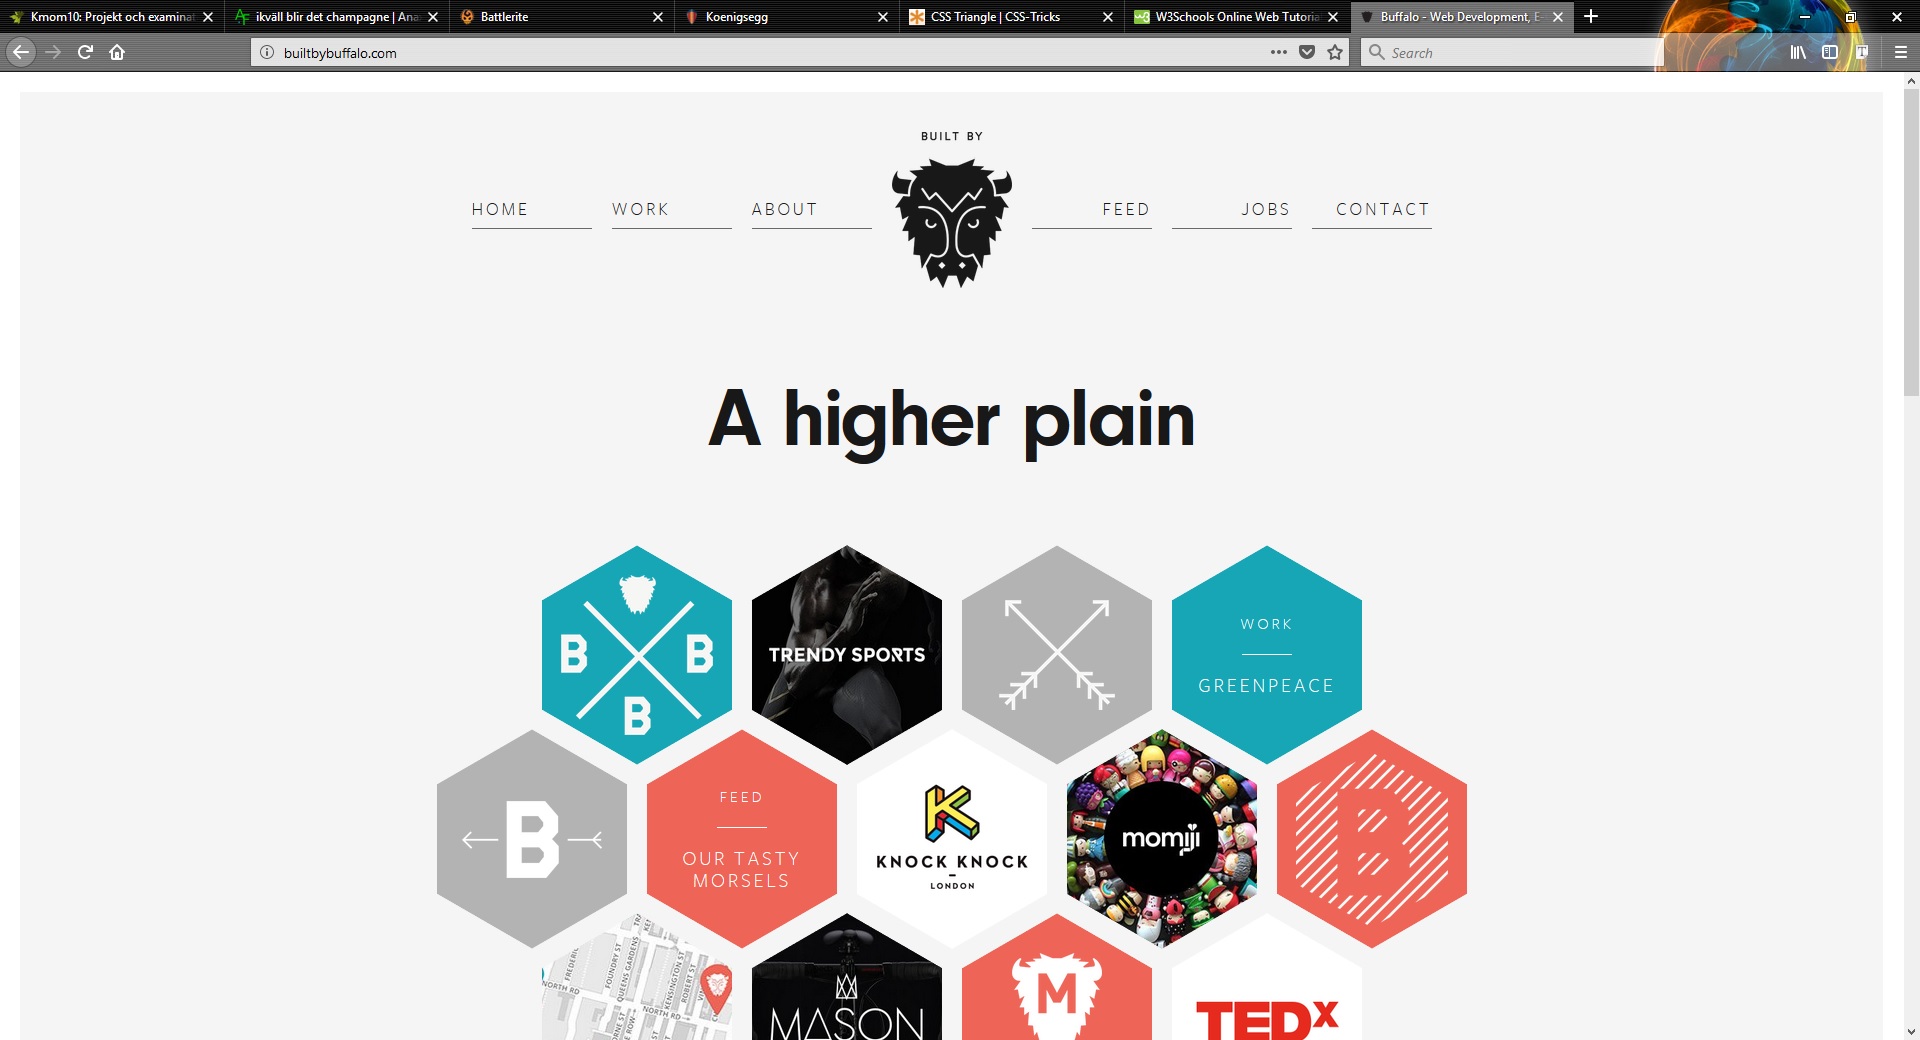 Kmom10: Projekt och examinat
ikväll blir det champagne | Ana
Battlerite
Koenigsegg
CSS Triangle | CSS-Tricks
W3Schools Online Web Tutoria
Buffalo - Web Development, E-
builtbybuffalo.com
Search
BUILT BY
HOME
WORK
ABOUT
FEED
JOBS
CONTACT
A higher plain
B
B
B
TRENDY SPORTS
WORK
GREENPEACE
B
FEED
OUR TASTY
MORSELS
K
KNOCK KNOCK
LONDON
momiji
B
FOUNDRY ST
QUEENS GARDENS
KENSINGTON ST
ROBERT ST
NORTH RD
NORTH RD
MASON
M
TEDx